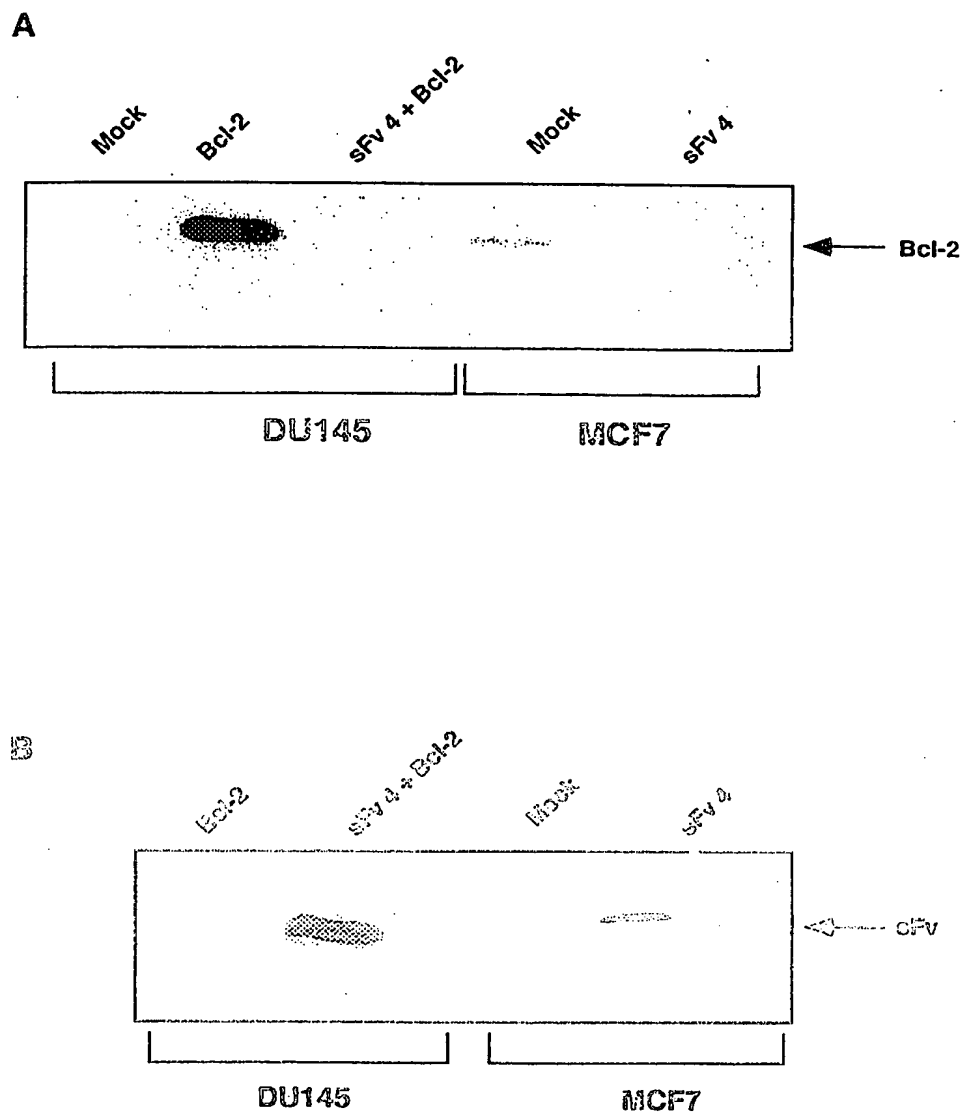 A
Mock Bcl-2 sFv 4 + Bcl-2 Mock sFv 4
Bcl-2
DU145 MCF7
B
Bcl-2 sFv 4 + Bcl-2 Mock sFv 4
sFv
DU145 MCF7